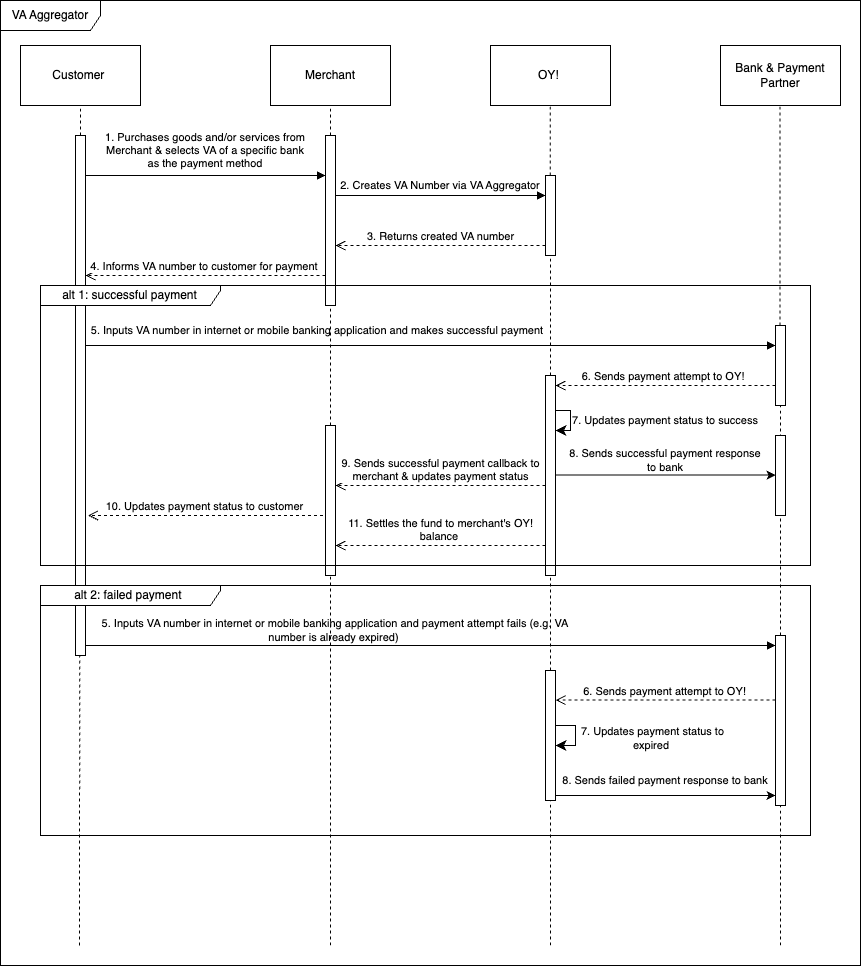 VA Aggregator
Customer
Merchant
OY!
Bank & Payment
Partner
1. Purchases goods and/or services from
Merchant & selects VA of a specific bank
as the payment method
2. Creates VA Number via VA Aggregator
3. Returns created VA number
4. Informs VA number to customer for payment
alt 1: successful payment
5. Inputs VA number in internet or mobile banking application and makes successful payment
6. Sends payment attempt to OY!
7. Updates payment status to success
8. Sends successful payment response
to bank
9. Sends successful payment callback to
merchant & updates payment status
10. Updates payment status to customer
11. Settles the fund to merchant's OY!
balance
alt 2: failed payment
5. Inputs VA number in internet or mobile banking application and payment attempt fails (e.g. VA
number is already expired)
6. Sends payment attempt to OY!
7. Updates payment status to
expired
8. Sends failed payment response to bank